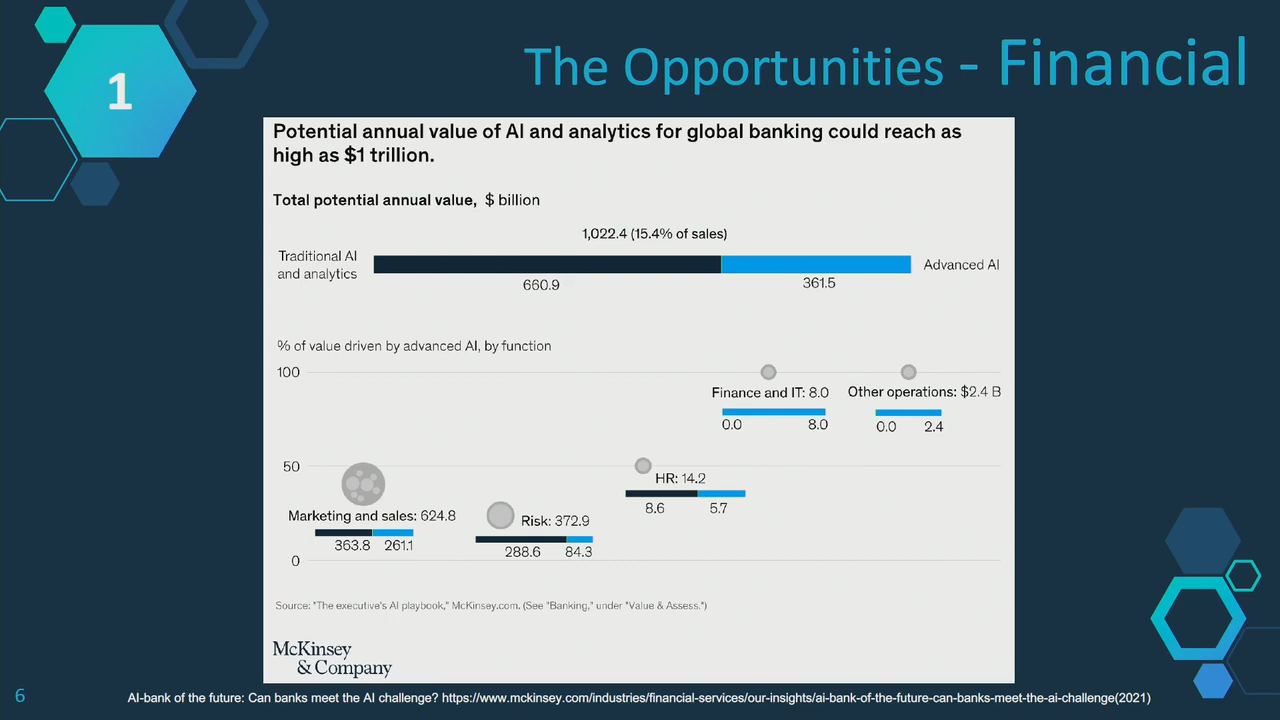 1
The Opportunities - Financial
Potential annual value of AI and analytics for global banking could reach as
high as $1 trillion.
Total potential annual value, $ billion
1,022.4 (15.4% of sales)
Traditional AI
and analytics
Advanced AI
660.9
361.5
% of value driven by advanced AI, by function
100
Finance and IT: 8.0
Other operations: $2.4 B
0.0
8.0
0.0
2.4
50
HR: 14.2
8.6
5.7
Marketing and sales: 624.8
363.8
261.1
Risk: 372.9
288.6
84.3
0
Source: "The executive's AI playbook," McKinsey.com. (See "Banking," under "Value & Assess.")
McKinsey
& Company
6
AI-bank of the future: Can banks meet the AI challenge? https://www.mckinsey.com/industries/financial-services/our-insights/ai-bank-of-the-future-can-banks-meet-the-ai-challenge(2021)